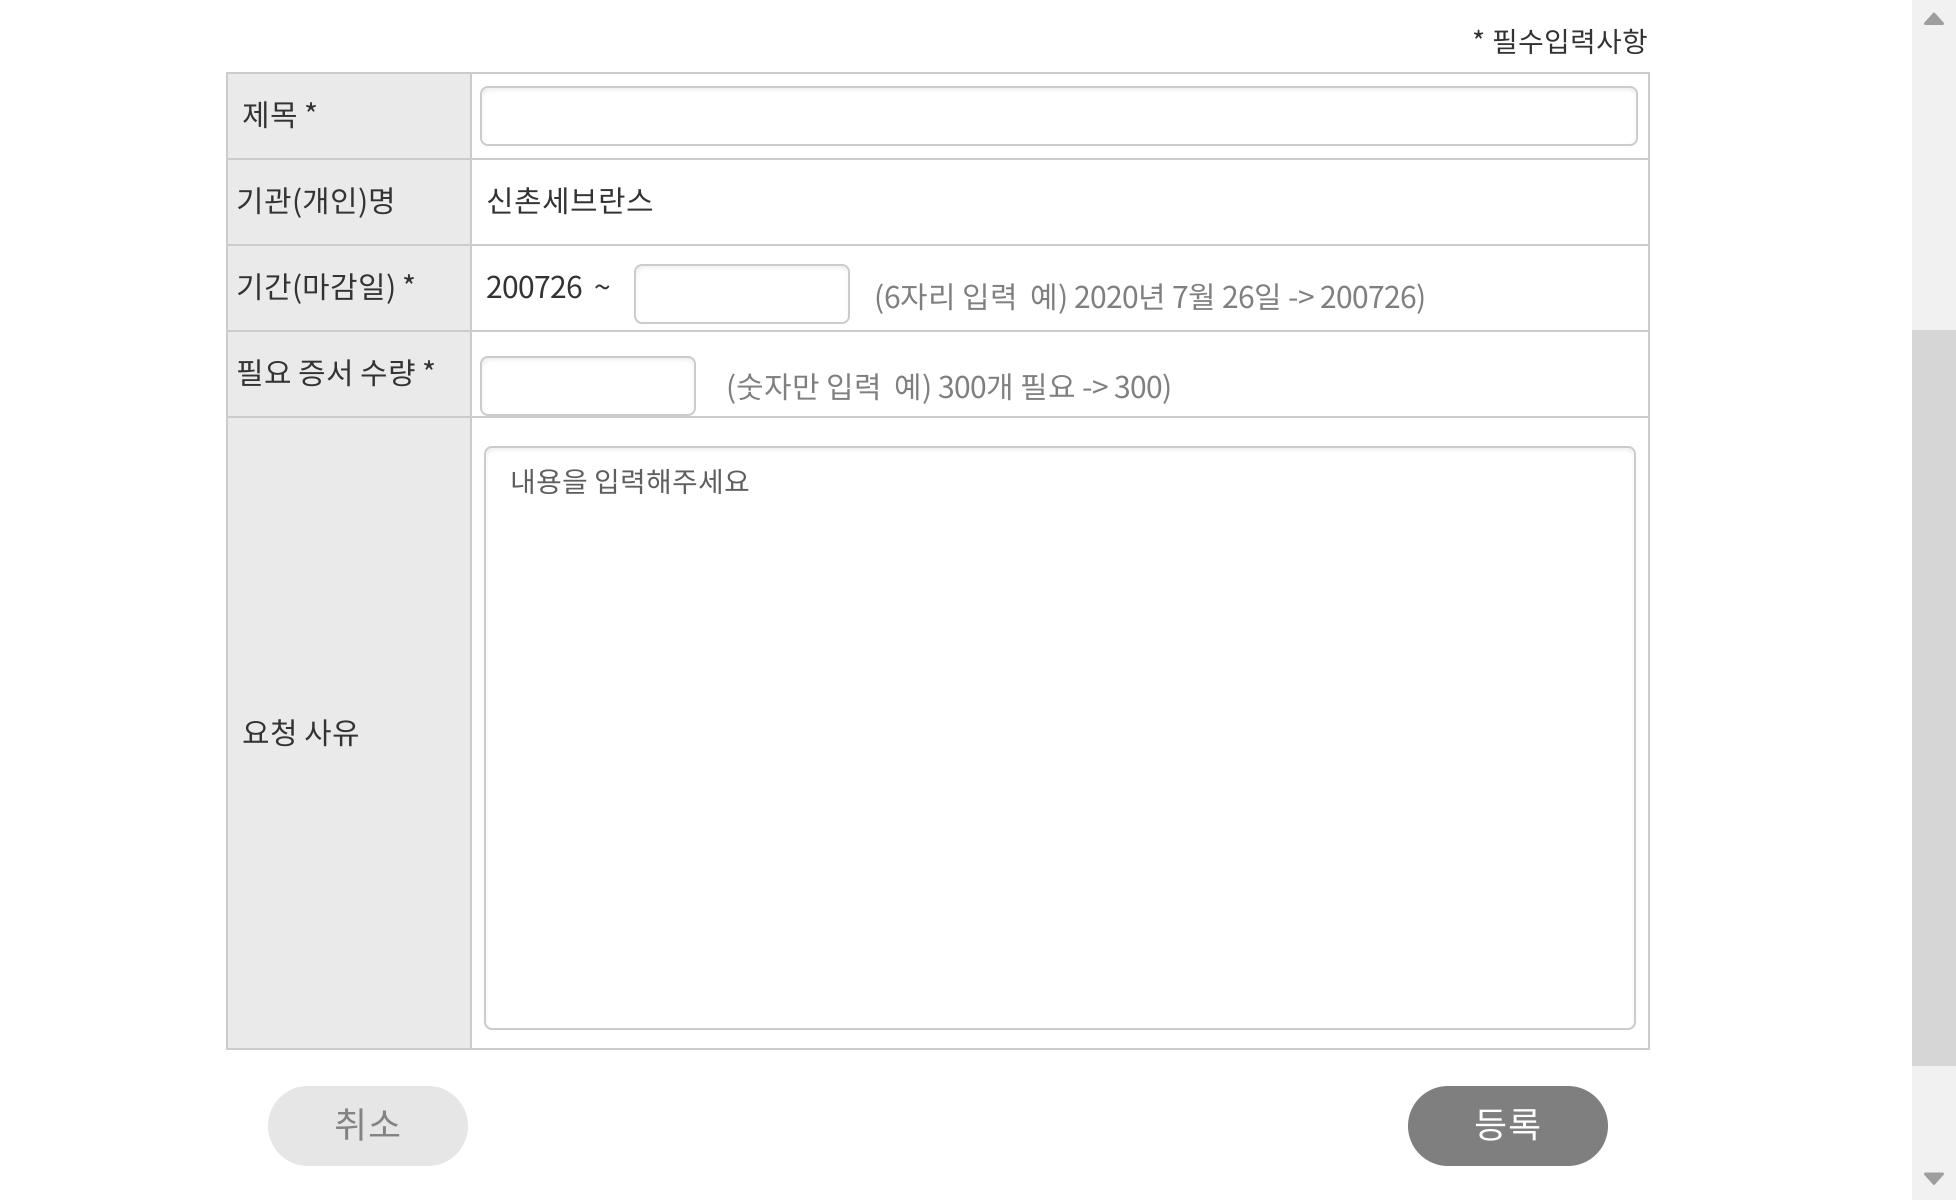 * 필수입력사항
제목 *
기관(개인)명 신촌세브란스
기간(마감일) * 200726 ~ (6자리 입력 예) 2020년 7월 26일 -> 200726)
필요 증서 수량 * (숫자만 입력 예) 300개 필요 -> 300)
내용을 입력해주세요
요청 사유
취소 등록